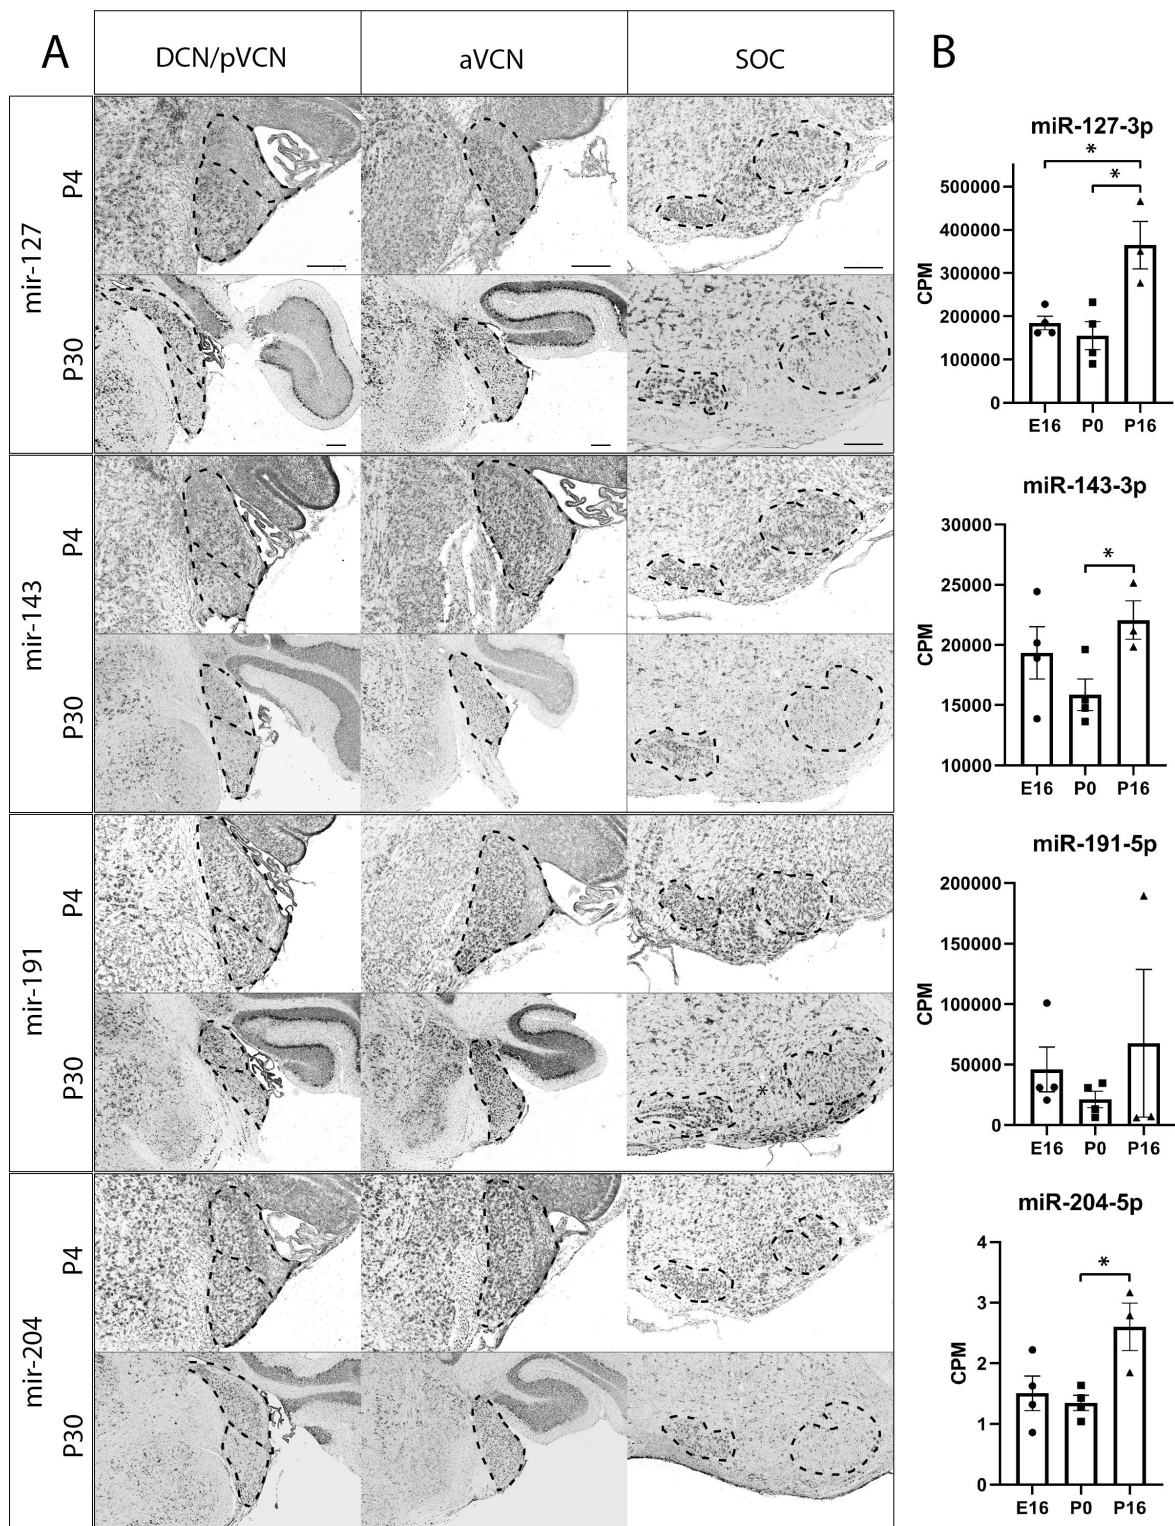 A
DCN/pVCN
aVCN
SOC
B
mir-127
P4
P30
mir-143
P4
P30
mir-191
P4
P30
*
mir-204
P4
P30
miR-127-3p
*
*
CPM
500000
400000
300000
200000
100000
0
E16 P0 P16
miR-143-3p
*
CPM
30000
25000
20000
15000
10000
E16 P0 P16
miR-191-5p
CPM
200000
150000
100000
50000
0
E16 P0 P16
miR-204-5p
*
CPM
4
3
2
1
0
E16 P0 P16